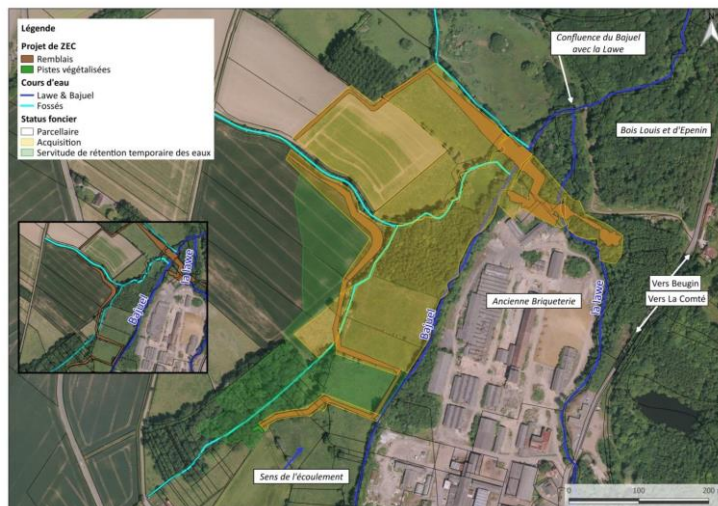 Légende
Projet de ZEC
Remblais
Pistes végétalisées
Cours d'eau
Lawe & Bajuel
Fossés
Status foncier
Parcellaire
Acquisition
Servitude de rétention temporaire des eaux
Confluence du Bajuel
avec la Lawe
Bois Louis et d'Epenin
Vers Beugin
Vers La Comté
Ancienne Briqueterie
Bajuel
la lawe
Bajuel
la lawe
Sens de l'écoulement
0 100 200